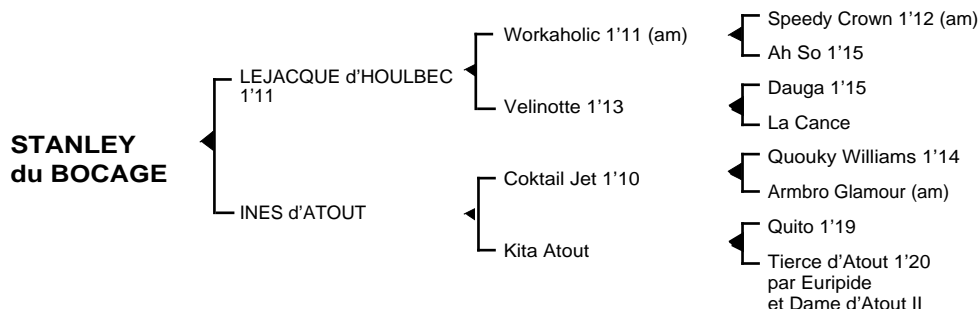 STANLEY
du BOCAGE
LEJACQUE d'HOULBEC
1'11
INES d'ATOUT
Workaholic 1'11 (am)
Velinotte 1'13
Coktail Jet 1'10
Kita Atout
Speedy Crown 1'12 (am)
Ah So 1'15
Dauga 1'15
La Cance
Quouky Williams 1'14
Armbro Glamour (am)
Quito 1'19
Tierce d'Atout 1'20
par Euripide
et Dame d'Atout II